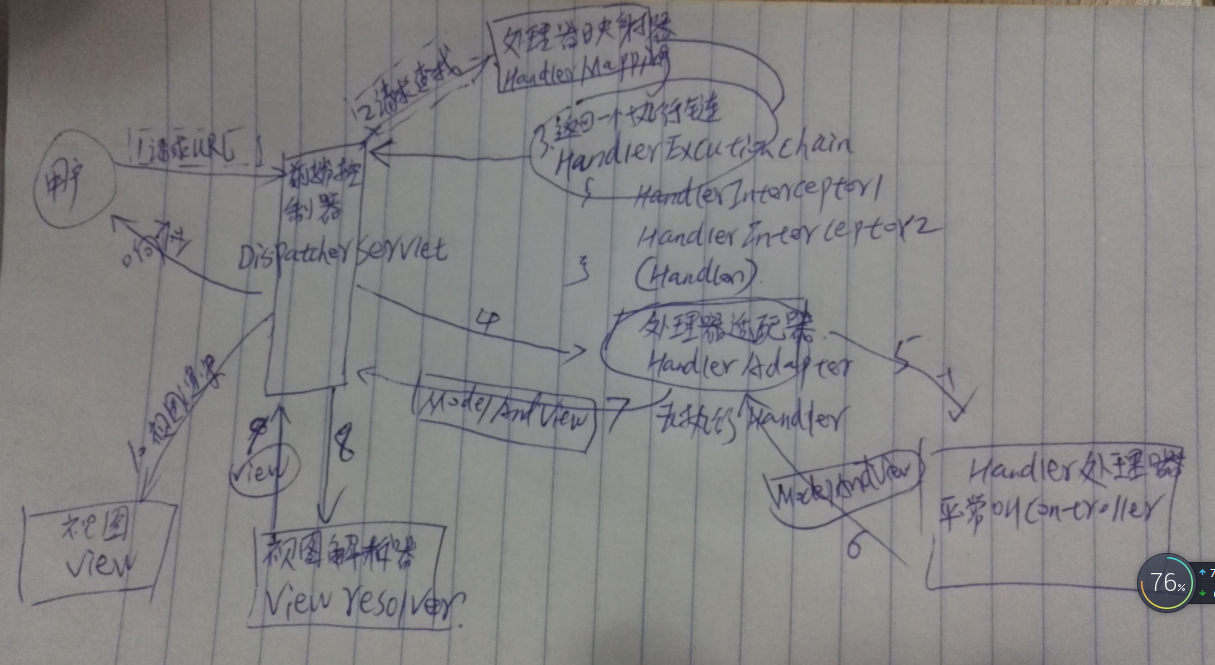 处理器映射器
HandlerMapping
2请求查找
1请求URL
3.返回一个执行链
HandlerExcutionchain
{
HandlerInterceptor1
HandlerInterceptor2
(Handler)
}
用户
前端控
制器
DispatcherServlet
响应
4
处理器适配器
HandlerAdapter
去执行Handler
5
ModelAndView
7
Handler处理器
平常叫Controller
ModelAndView
6
视图渲染
9
view
8
视图
view
视图解析器
view resolver.
76%